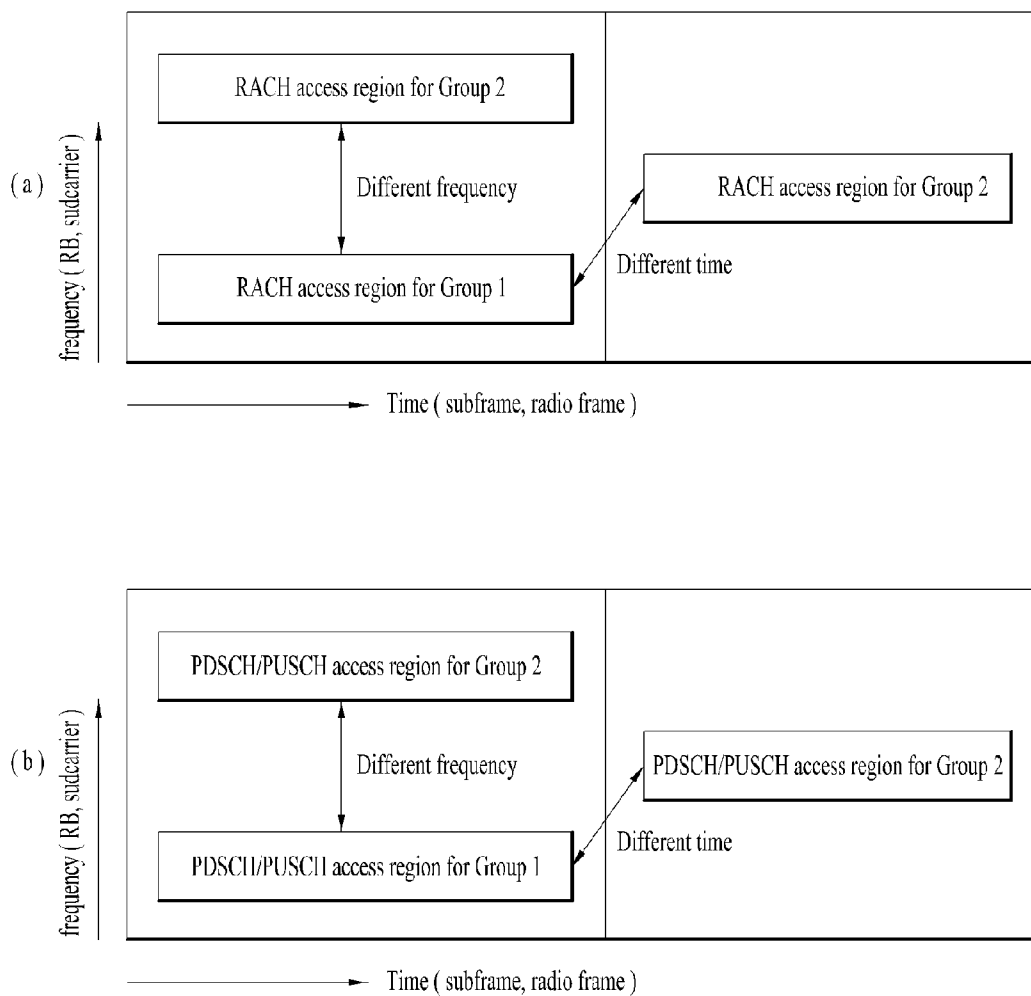 RACH access region for Group 2
( a )
frequency ( RB, sudcarrier )
Different frequency
RACH access region for Group 2
RACH access region for Group 1
Different time
Time ( subframe, radio frame )
PDSCH/PUSCH access region for Group 2
( b )
frequency ( RB, sudcarrier )
Different frequency
PDSCH/PUSCH access region for Group 2
PDSCH/PUSCH access region for Group 1
Different time
Time ( subframe, radio frame )